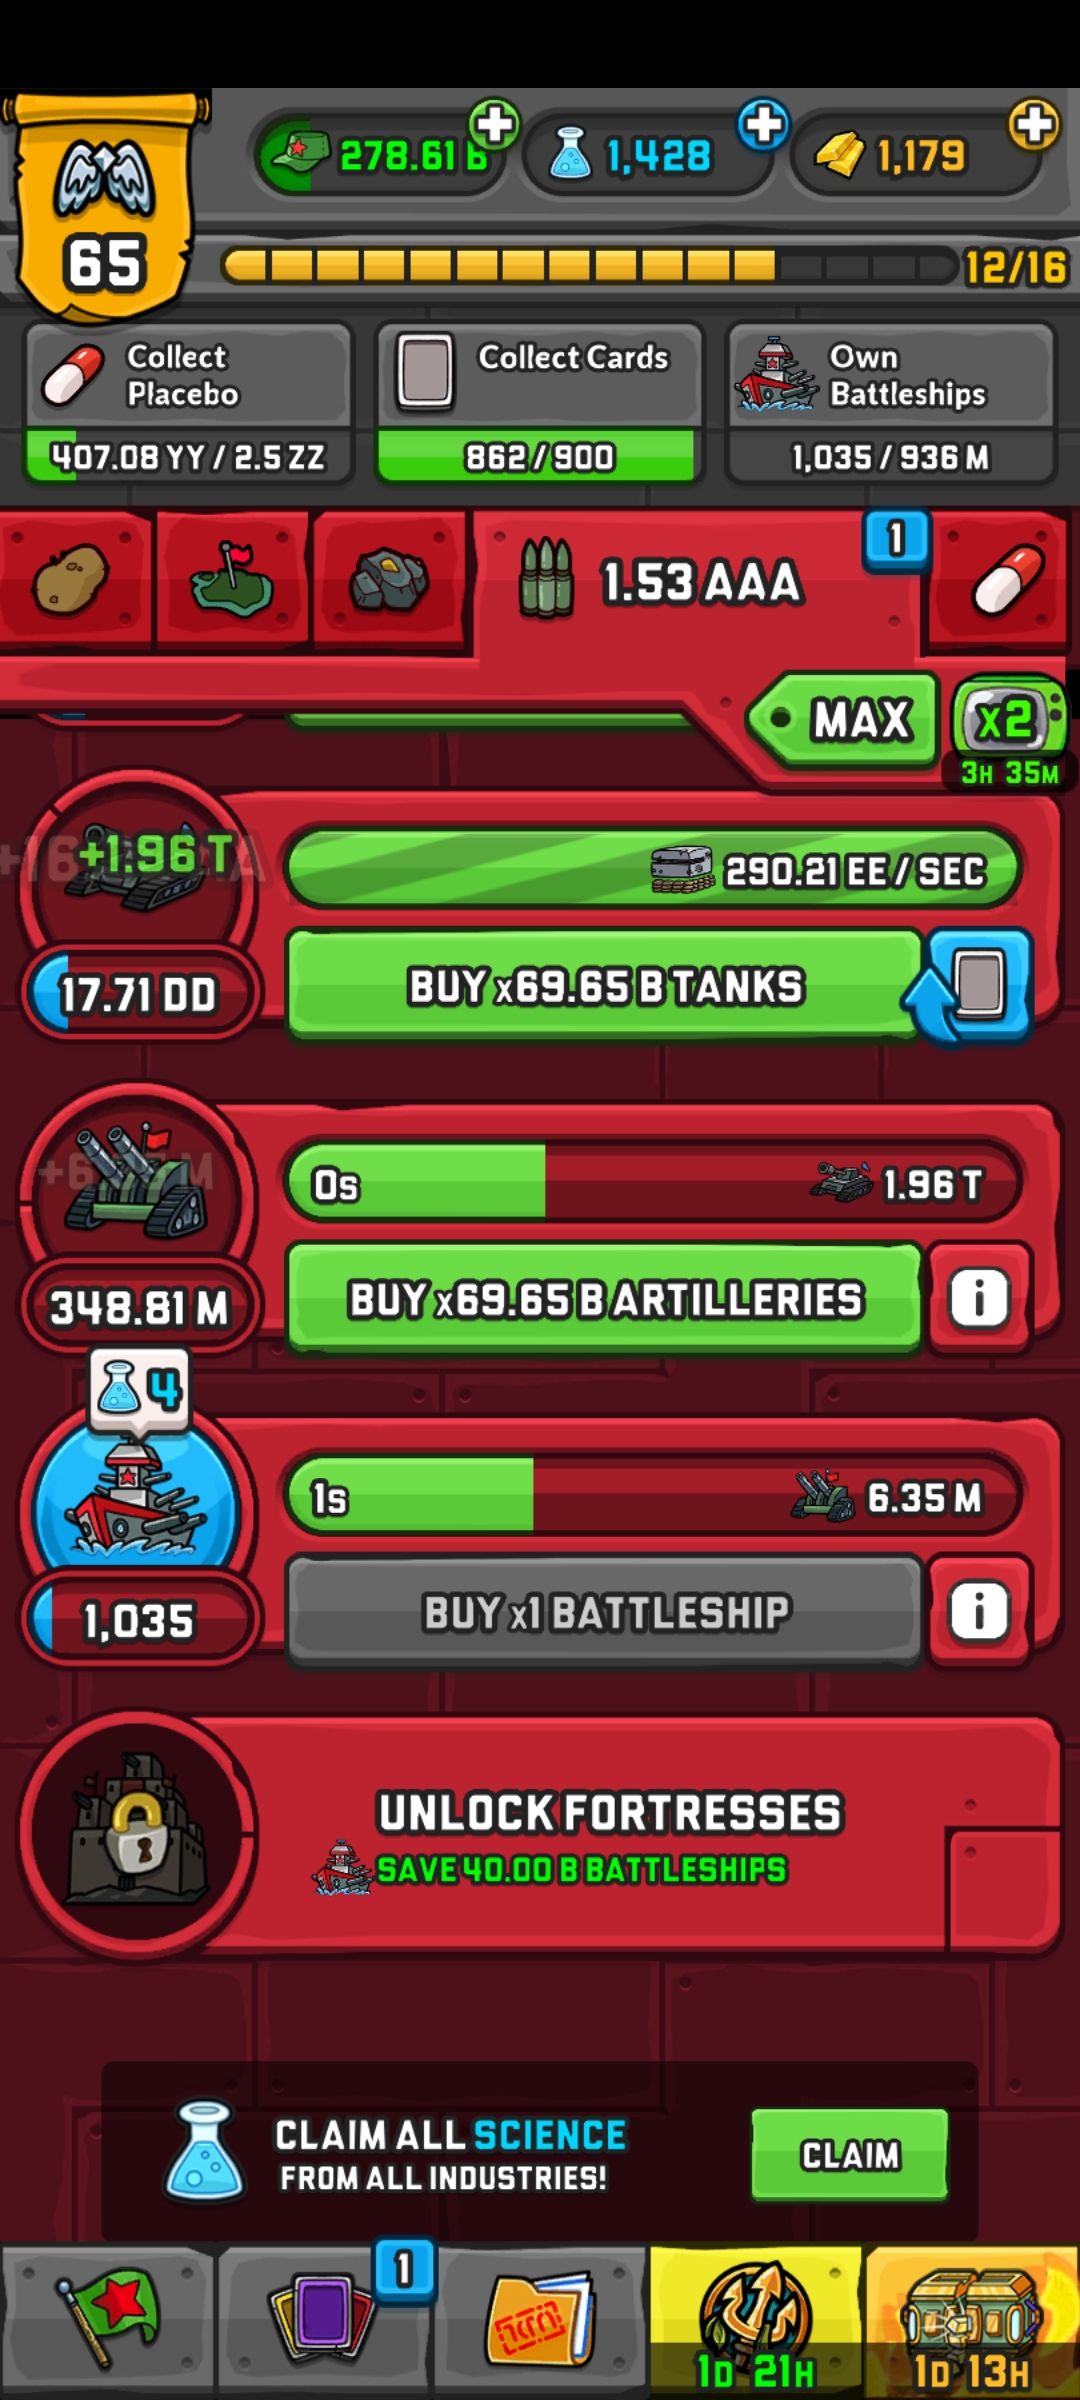 278.61 B
1,428
1,179
65
12/16
Collect
Placebo
Collect Cards
Own
Battleships
407.08 YY / 2.5 ZZ
862/900
1,035 / 936 M
1.53 AAA
1
MAX
x2
3H 35M
+1.96 T
290.21 EE / SEC
17.71 DD
BUY x69.65 B TANKS
0s
1.96 T
348.81 M
BUY x69.65 B ARTILLERIES
4
1s
6.35 M
1,035
BUY x1 BATTLESHIP
UNLOCK FORTRESSES
SAVE 40.00 B BATTLESHIPS
CLAIM ALL SCIENCE
FROM ALL INDUSTRIES!
CLAIM
1
1D 21H
1D 13H